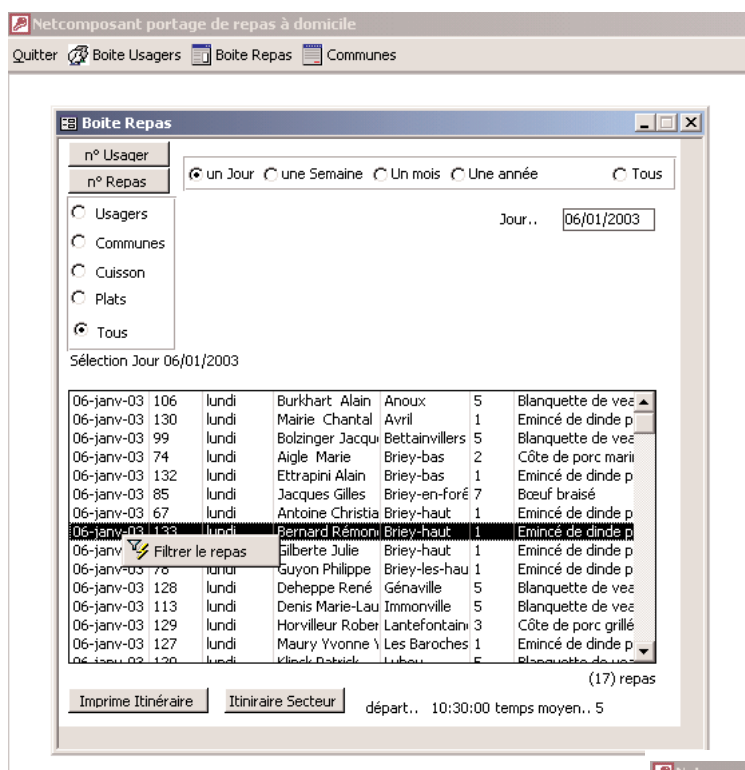 Netcomposant portage de repas à domicile
Quitter Boite Usagers Boite Repas Communes
Boite Repas
n° Usager
n° Repas
un Jour une Semaine Un mois Une année Tous
Usagers
Communes
Cuisson
Plats
Tous
Jour.. 06/01/2003
Sélection Jour 06/01/2003
06-janv-03 106 lundi Burkhart Alain Anoux 5 Blanquette de vea
06-janv-03 130 lundi Mairie Chantal Avril 1 Emincé de dinde p
06-janv-03 99 lundi Bolzinger Jacqu Bettainvillers 5 Blanquette de vea
06-janv-03 74 lundi Aigle Marie Briey-bas 2 Côte de porc mari
06-janv-03 132 lundi Ettrapini Alain Briey-bas 1 Emincé de dinde p
06-janv-03 85 lundi Jacques Gilles Briey-en-forê 7 Bœuf braisé
06-janv-03 67 lundi Antoine Christia Briey-haut 1 Emincé de dinde p
06-janv-03 133 lundi Bernard Rémon Briey-haut 1 Emincé de dinde p
06-janv Gilberte Julie Briey-haut 1 Emincé de dinde p
Filtrer le repas
06-janv-03 78 lundi Guyon Philippe Briey-les-hau 1 Emincé de dinde p
06-janv-03 128 lundi Deheppe René Génaville 5 Blanquette de vea
06-janv-03 113 lundi Denis Marie-Lau Immonville 5 Blanquette de vea
06-janv-03 129 lundi Horvilleur Rober Lantefontain 3 Côte de porc grillé
06-janv-03 127 lundi Maury Yvonne Les Baroches 1 Emincé de dinde p
lundi Patrick
(17) repas
Imprime Itinéraire Itiniraire Secteur départ.. 10:30:00 temps moyen.. 5